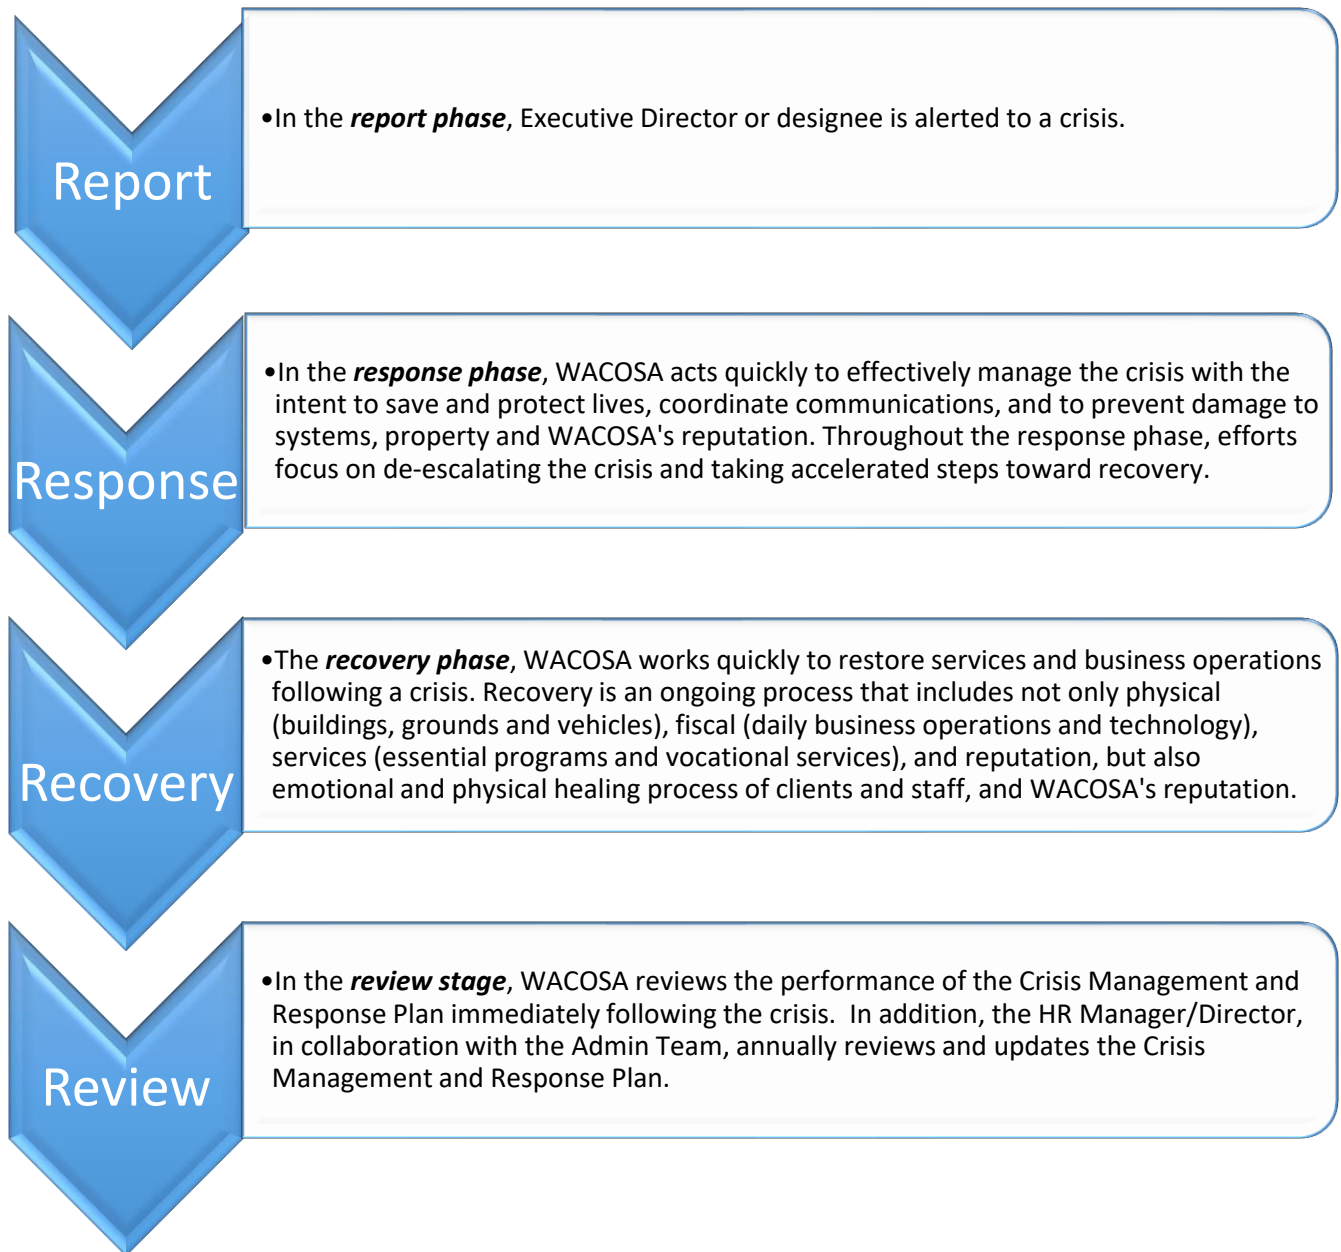 Report
•In the report phase, Executive Director or designee is alerted to a crisis.
Response
•In the response phase, WACOSA acts quickly to effectively manage the crisis with the
intent to save and protect lives, coordinate communications, and to prevent damage to
systems, property and WACOSA's reputation. Throughout the response phase, efforts
focus on de-escalating the crisis and taking accelerated steps toward recovery.
Recovery
•The recovery phase, WACOSA works quickly to restore services and business operations
following a crisis. Recovery is an ongoing process that includes not only physical
(buildings, grounds and vehicles), fiscal (daily business operations and technology),
services (essential programs and vocational services), and reputation, but also
emotional and physical healing process of clients and staff, and WACOSA's reputation.
Review
•In the review stage, WACOSA reviews the performance of the Crisis Management and
Response Plan immediately following the crisis.  In addition, the HR Manager/Director,
in collaboration with the Admin Team, annually reviews and updates the Crisis
Management and Response Plan.